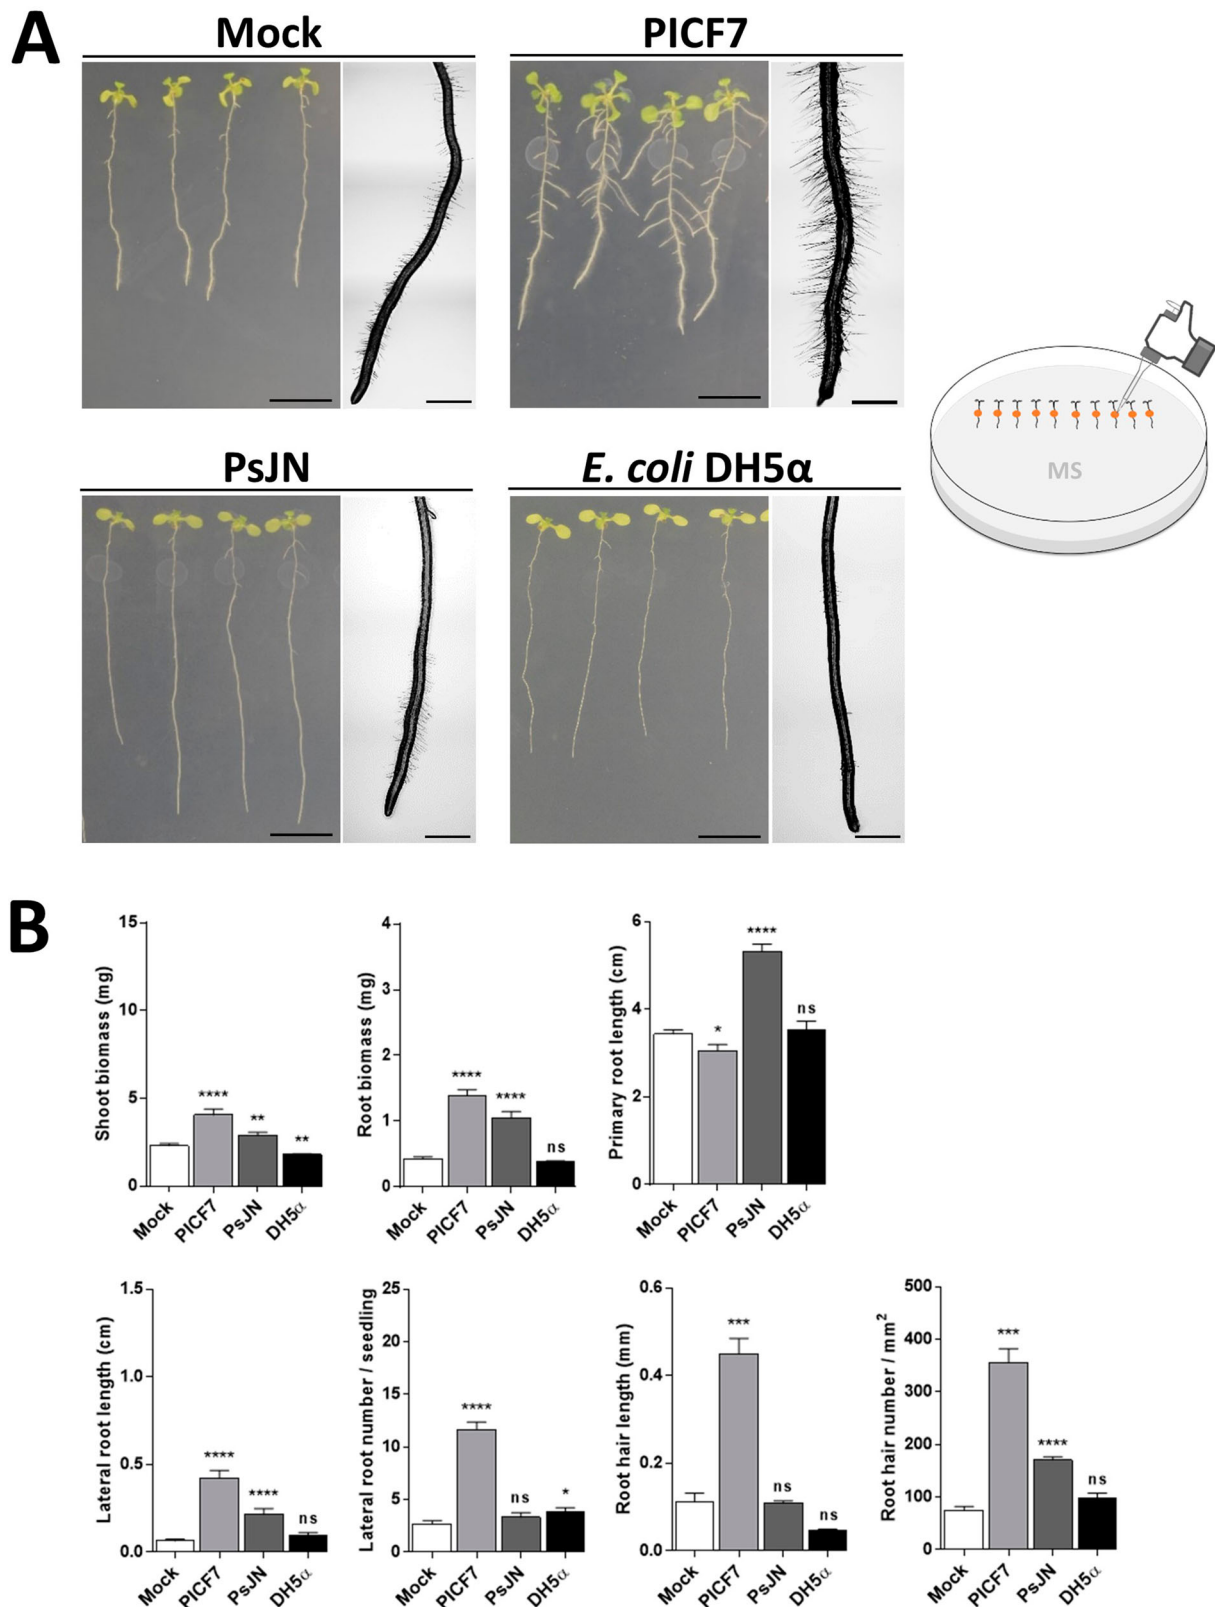 A
Mock
PICF7
MS
PsJN
E. coli DH5α
B
Shoot biomass (mg)
15
10
5
0
****
**
**
Mock
PICF7
PsJN
DH5α
Root biomass (mg)
4
3
2
1
0
****
****
ns
Mock
PICF7
PsJN
DH5α
Primary root length (cm)
6
4
2
0
*
****
ns
Mock
PICF7
PsJN
DH5α
Lateral root length (cm)
1.5
1.0
0.5
0.0
****
****
ns
Mock
PICF7
PsJN
DH5α
Lateral root number / seedling
25
20
15
10
5
0
****
ns
*
Mock
PICF7
PsJN
DH5α
Root hair length (mm)
0.6
0.4
0.2
0.0
***
ns
ns
Mock
PICF7
PsJN
DH5α
Root hair number / mm²
500
400
300
200
100
0
***
****
ns
Mock
PICF7
PsJN
DH5α